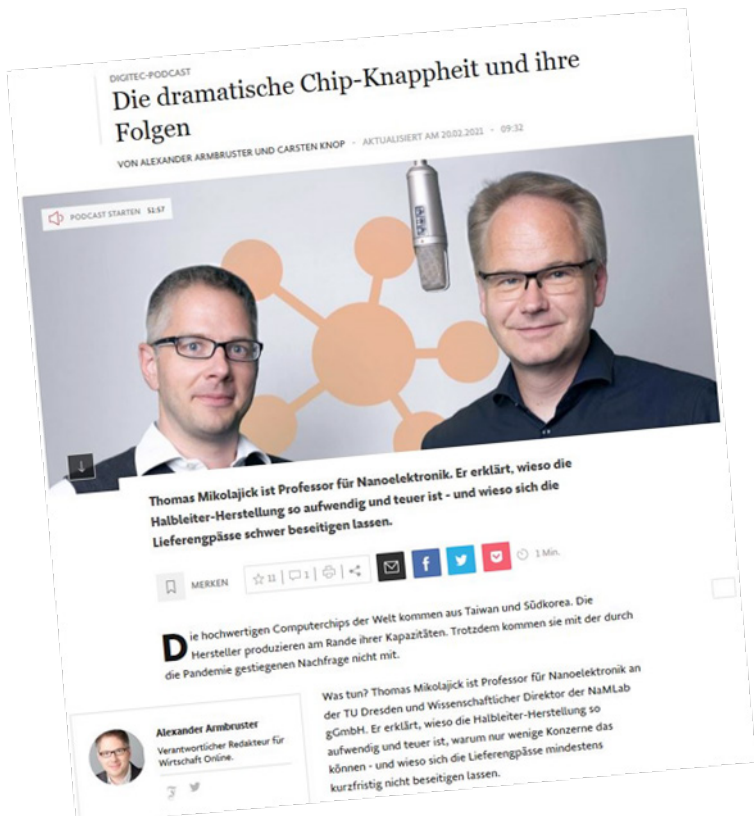 DIGITEC-PODCAST
Die dramatische Chip-Knappheit und ihre
Folgen
VON ALEXANDER ARMBRUSTER UND CARSTEN KNOP · AKTUALISIERT AM 20.02.2021 · 09:32
PODCAST STARTEN 51:57
Thomas Mikolajick ist Professor für Nanoelektronik. Er erklärt, wieso die
Halbleiter-Herstellung so aufwendig und teuer ist - und wieso sich die
Lieferengpässe schwer beseitigen lassen.
MERKEN 11 1 1 Min.
Die hochwertigen Computerchips der Welt kommen aus Taiwan und Südkorea. Die
Hersteller produzieren am Rande ihrer Kapazitäten. Trotzdem kommen sie mit der durch
die Pandemie gestiegenen Nachfrage nicht mit.
Alexander Armbruster
Verantwortlicher Redakteur für
Wirtschaft Online.
Was tun? Thomas Mikolajick ist Professor für Nanoelektronik an
der TU Dresden und Wissenschaftlicher Direktor der NaMLab
gGmbH. Er erklärt, wieso die Halbleiter-Herstellung so
aufwendig und teuer ist, warum nur wenige Konzerne das
können - und wieso sich die Lieferengpässe mindestens
kurzfristig nicht beseitigen lassen.